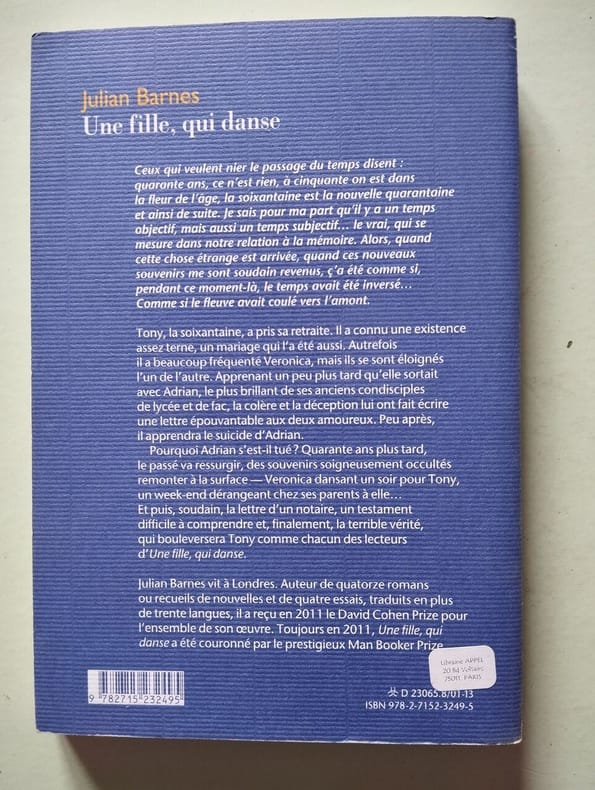 Julian Barnes
Une fille, qui danse
Ceux qui veulent nier le passage du temps disent :
quarante ans, ce n'est rien, à cinquante on est dans
la fleur de l'âge, la soixantaine est la nouvelle quarantaine
et ainsi de suite. Je sais pour ma part qu'il y a un temps
objectif, mais aussi un temps subjectif... le vrai, qui se
mesure dans notre relation à la mémoire. Alors, quand
cette chose étrange est arrivée, quand ces nouveaux
souvenirs me sont soudain revenus, ç'a été comme si,
pendant ce moment-là, le temps avait été inversé...
Comme si le fleuve avait coulé vers l'amont.
Tony, la soixantaine, a pris sa retraite. Il a connu une existence
assez terne, un mariage qui l'a été aussi. Autrefois
il a beaucoup fréquenté Veronica, mais ils se sont éloignés
l'un de l'autre. Apprenant un peu plus tard qu'elle sortait
avec Adrian, le plus brillant de ses anciens condisciples
de lycée et de fac, la colère et la déception lui ont fait écrire
une lettre épouvantable aux deux amoureux. Peu après,
il apprendra le suicide d'Adrian.
Pourquoi Adrian s'est-il tué ? Quarante ans plus tard,
le passé va ressurgir, des souvenirs soigneusement occultés
remonter à la surface — Veronica dansant un soir pour Tony,
un week-end dérangeant chez ses parents à elle...
Et puis, soudain, la lettre d'un notaire, un testament
difficile à comprendre et, finalement, la terrible vérité,
qui bouleversera Tony comme chacun des lecteurs
d'Une fille, qui danse.
Julian Barnes vit à Londres. Auteur de quatorze romans
ou recueils de nouvelles et de quatre essais, traduits en plus
de trente langues, il a reçu en 2011 le David Cohen Prize pour
l'ensemble de son œuvre. Toujours en 2011, Une fille, qui
danse a été couronné par le prestigieux Man Booker Prize
Librairie APPEL
20 Bd Voltaire
75011 PARIS
9 782715 232495
D 23065.8/01-13
ISBN 978-2-7152-3249-5